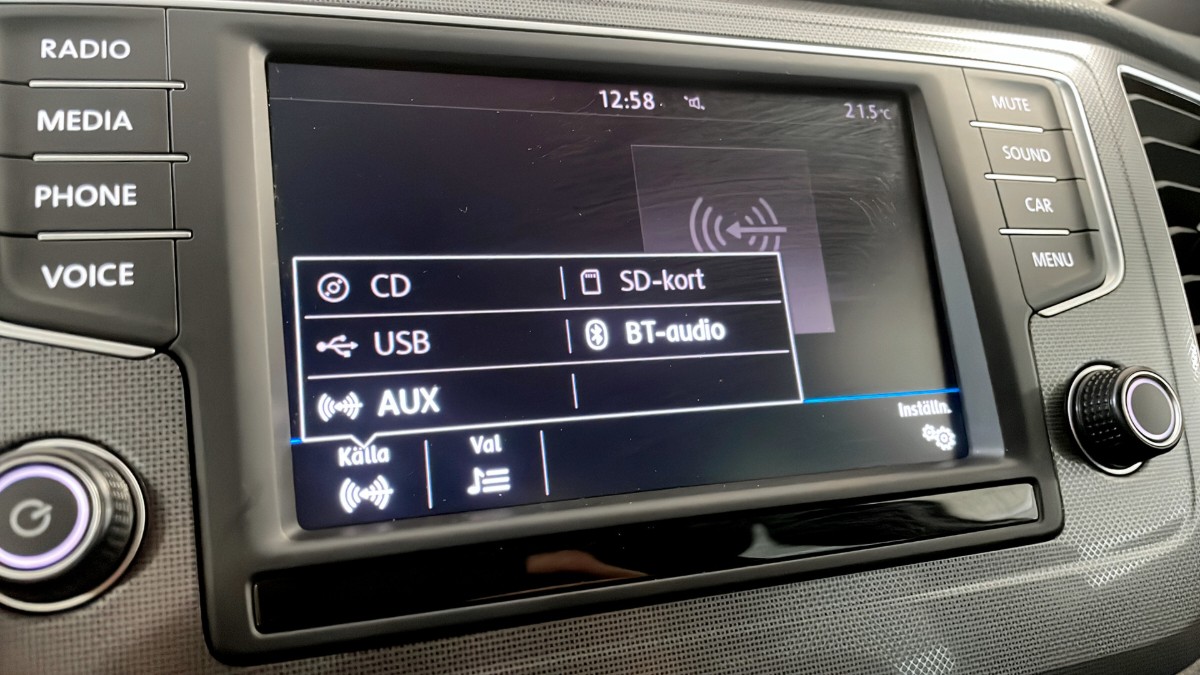 RADIO
MEDIA
PHONE
VOICE
12:58
21.5°C
CD
SD-kort
USB
BT-audio
AUX
Källa
Val
Inställn.
MUTE
SOUND
CAR
MENU